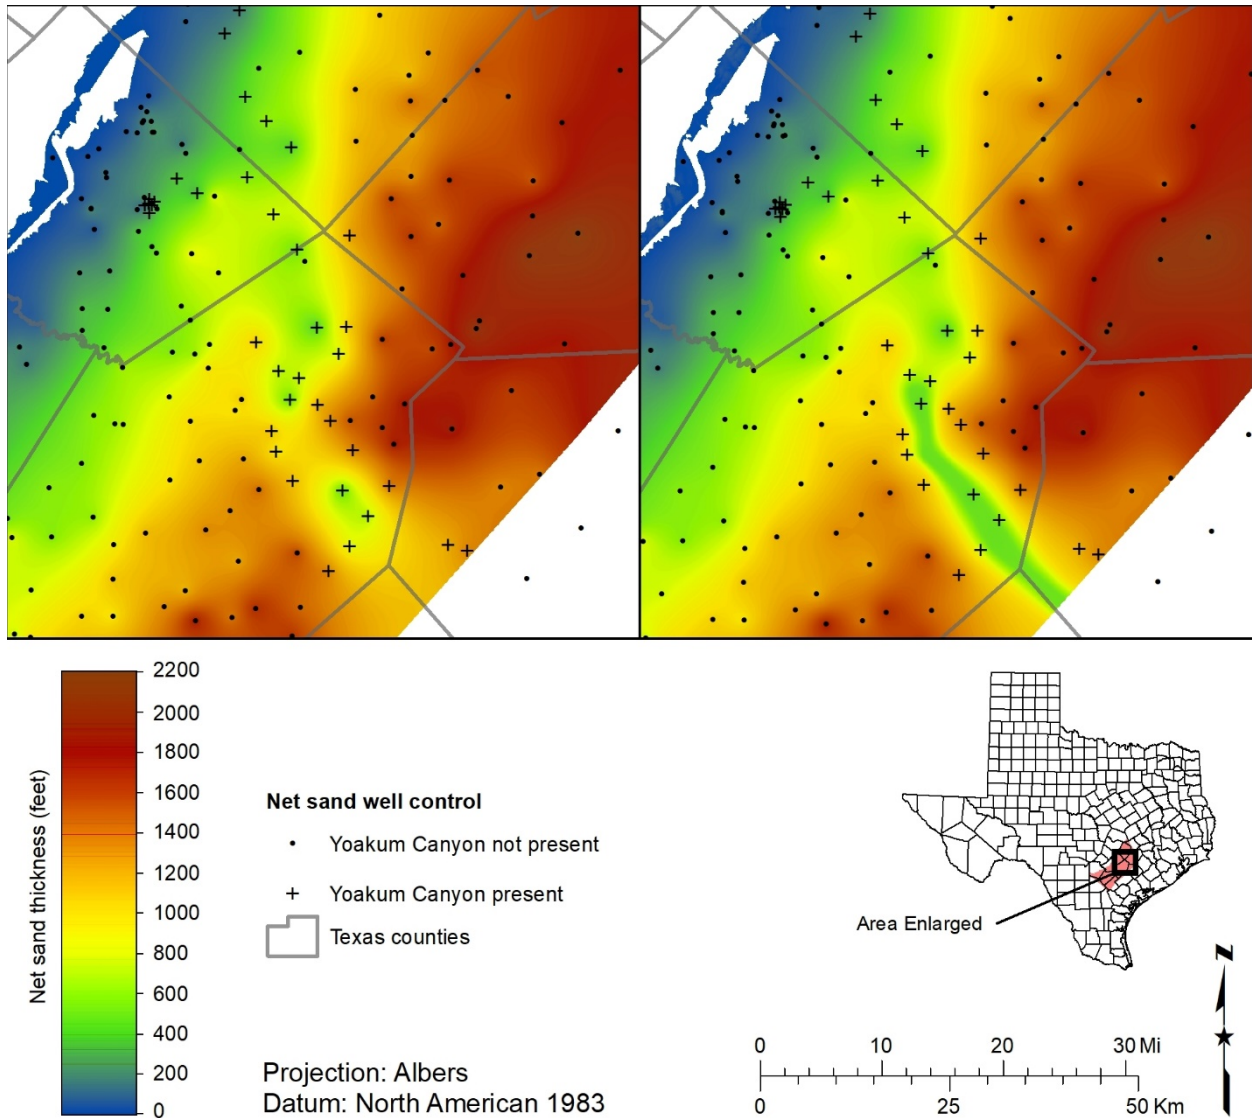 2200
2000
1800
1600
1400
1200
1000
800
600
400
200
0
Net sand thickness (feet)
Net sand well control
Yoakum Canyon not present
Yoakum Canyon present
Texas counties
Projection: Albers
Datum: North American 1983
Area Enlarged
N
0 10 20 30 Mi
0 25 50 Km